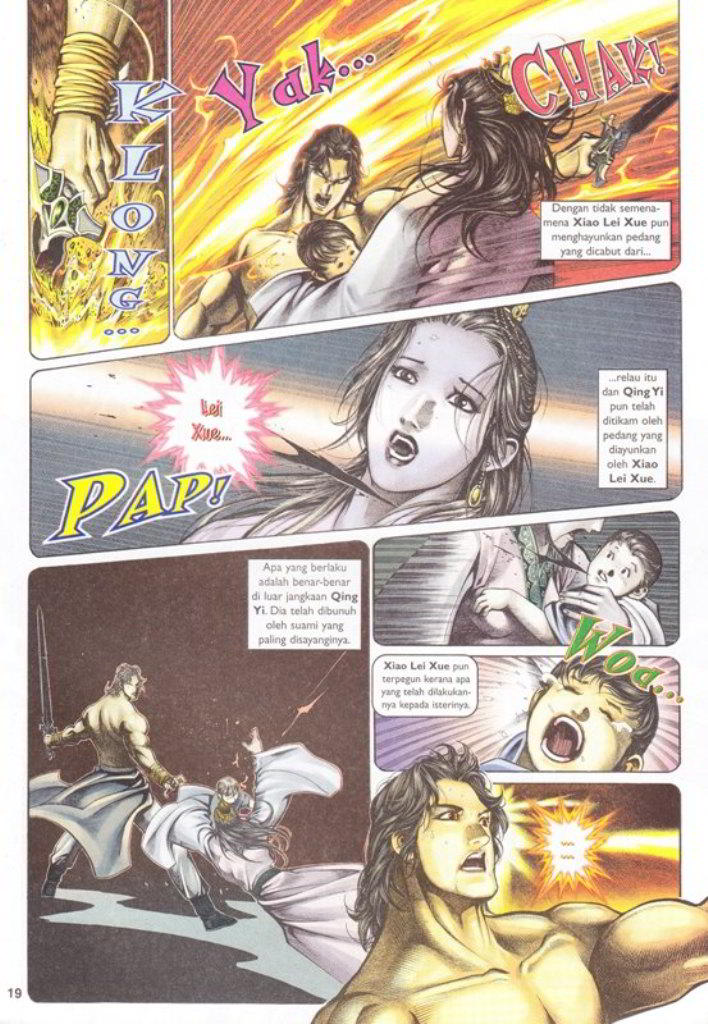 KLONG...
Yak...
CHAK!
Dengan tidak semena-
mena Xiao Lei Xue pun
menghayunkan pedang
yang dicabut dari...
Lei
Xue...
PAP!
...relau itu
dan Qing Yi
pun telah
ditikam oleh
pedang yang
diayunkan
oleh Xiao
Lei Xue.
Apa yang berlaku
adalah benar-benar
di luar jangkaan Qing
Yi. Dia telah dibunuh
oleh suami yang
paling disayanginya.
Xiao Lei Xue pun
terpegun kerana apa
yang telah dilakukan-
nya kepada isterinya.
Waa...
19